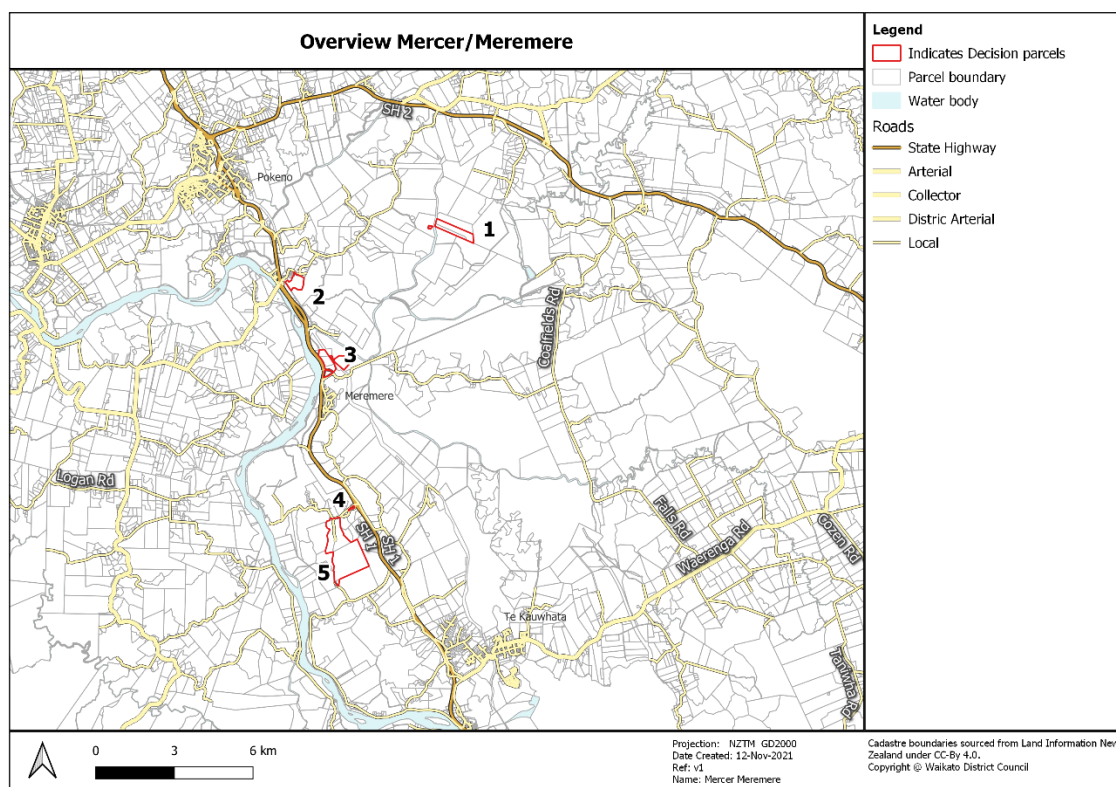 Overview Mercer/Meremere
SH 2
Pokeno
1
2
Coalfields Rd
3
Meremere
Logan Rd
4
SH 1
SH 1
Falls Rd
Waerenga Rd
Cozen Rd
5
Te Kauwhata
Taniwha Rd
Legend
Indicates Decision parcels
Parcel boundary
Water body
Roads
State Highway
Arterial
Collector
Distric Arterial
Local
0 3 6 km
Projection: NZTM GD2000
Date Created: 12-Nov-2021
Ref: v1
Name: Mercer Meremere
Cadastre boundaries sourced from Land Information New
Zealand under CC-By 4.0.
Copyright @ Waikato District Council